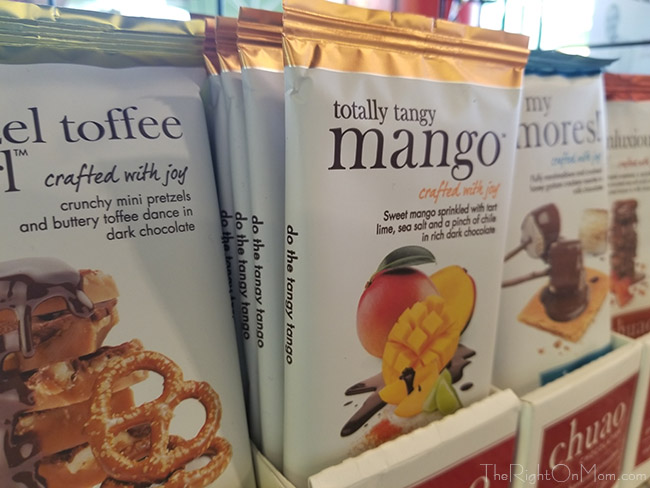 el toffee
rl™
crafted with joy
crunchy mini pretzels
and buttery toffee dance in
dark chocolate
do the tangy tango
do the tangy tango
do the tangy tango
do the tangy tango
totally tangy
mango™
crafted with joy
Sweet mango sprinkled with tart
lime, sea salt and a pinch of chile
in rich dark chocolate
my
mores!
crafted with joy
chuao
TheRightOnMom.com